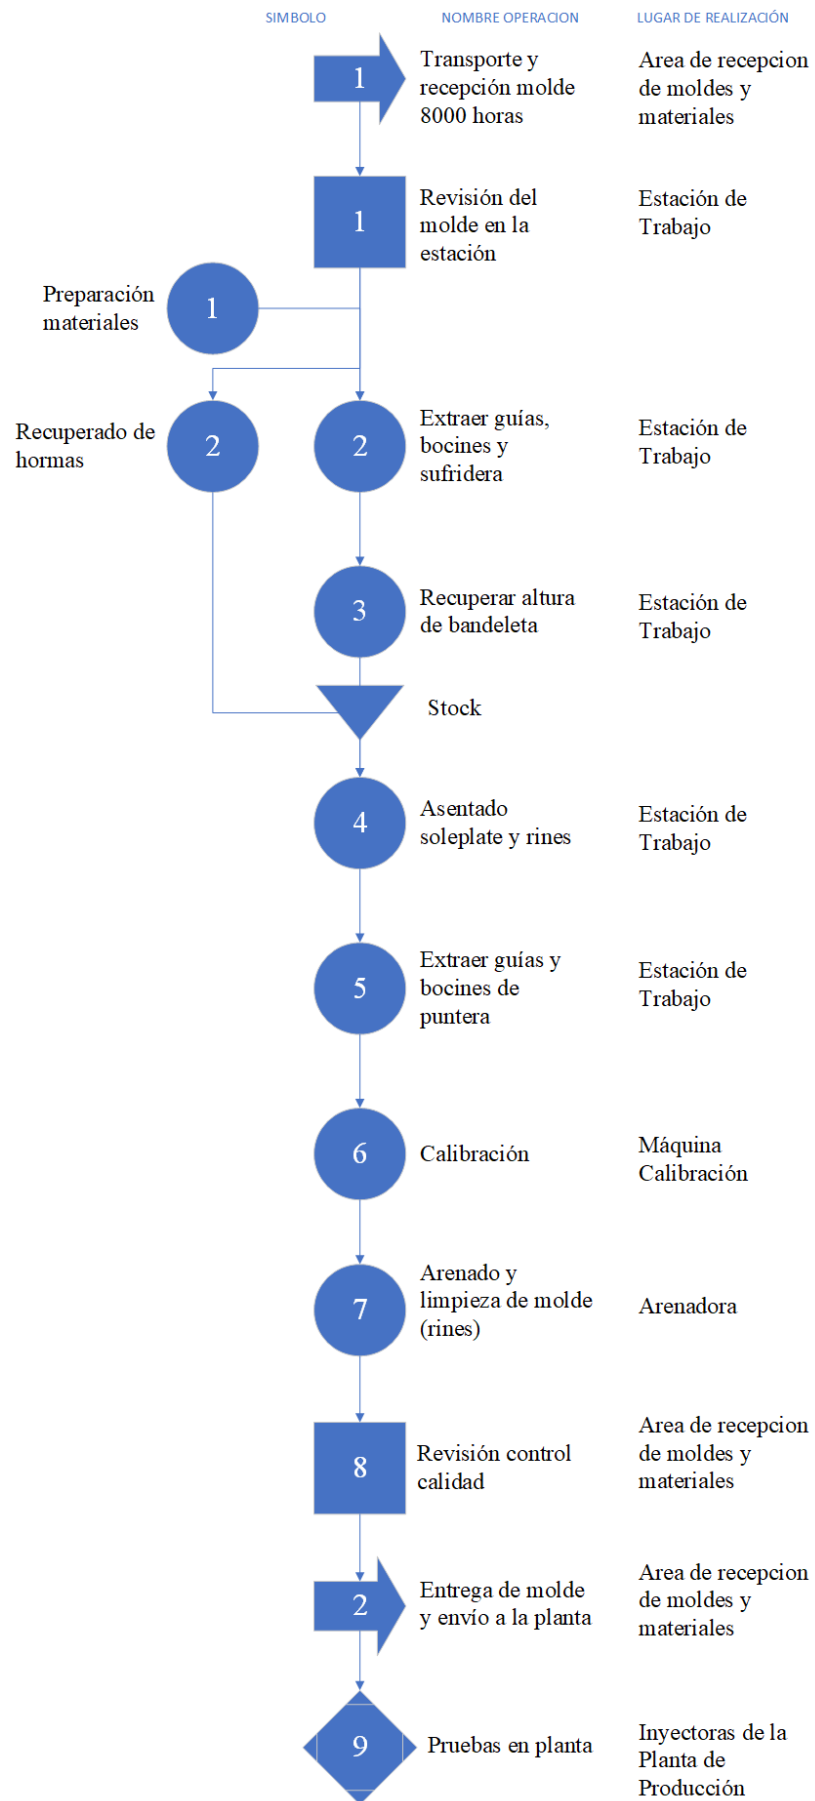 SIMBOLO NOMBRE OPERACION LUGAR DE REALIZACIÓN
1
Transporte y
recepción molde
8000 horas
Area de recepcion
de moldes y
materiales
1
Revisión del
molde en la
estación
Estación de
Trabajo
Preparación
materiales
1
Recuperado de
hormas
2
2
Extraer guías,
bocines y
sufridera
Estación de
Trabajo
3
Recuperar altura
de bandeleta
Estación de
Trabajo
Stock
4
Asentado
soleplate y rines
Estación de
Trabajo
5
Extraer guías y
bocines de
puntera
Estación de
Trabajo
6
Calibración
Máquina
Calibración
7
Arenado y
limpieza de molde
(rines)
Arenadora
8
Revisión control
calidad
Area de recepcion
de moldes y
materiales
2
Entrega de molde
y envío a la planta
Area de recepcion
de moldes y
materiales
9
Pruebas en planta
Inyectoras de la
Planta de
Producción